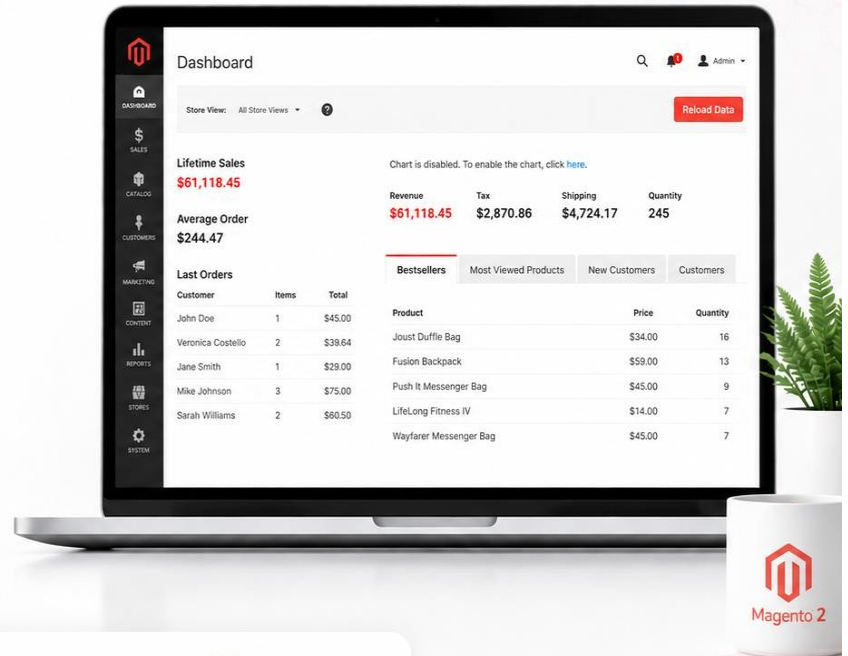 Dashboard
1
Admin
DASHBOARD
SALES
CATALOG
CUSTOMERS
MARKETING
CONTENT
REPORTS
STORES
SYSTEM
Store View: All Store Views ?
Reload Data
Lifetime Sales
$61,118.45
Average Order
$244.47
Last Orders
Customer Items Total
John Doe 1 $45.00
Veronica Costello 2 $39.64
Jane Smith 1 $29.00
Mike Johnson 3 $75.00
Sarah Williams 2 $60.50
Chart is disabled. To enable the chart, click here.
Revenue Tax Shipping Quantity
$61,118.45 $2,870.86 $4,724.17 245
Bestsellers Most Viewed Products New Customers Customers
Product Price Quantity
Joust Duffle Bag $34.00 16
Fusion Backpack $59.00 13
Push It Messenger Bag $45.00 9
LifeLong Fitness IV $14.00 7
Wayfarer Messenger Bag $45.00 7
Magento 2